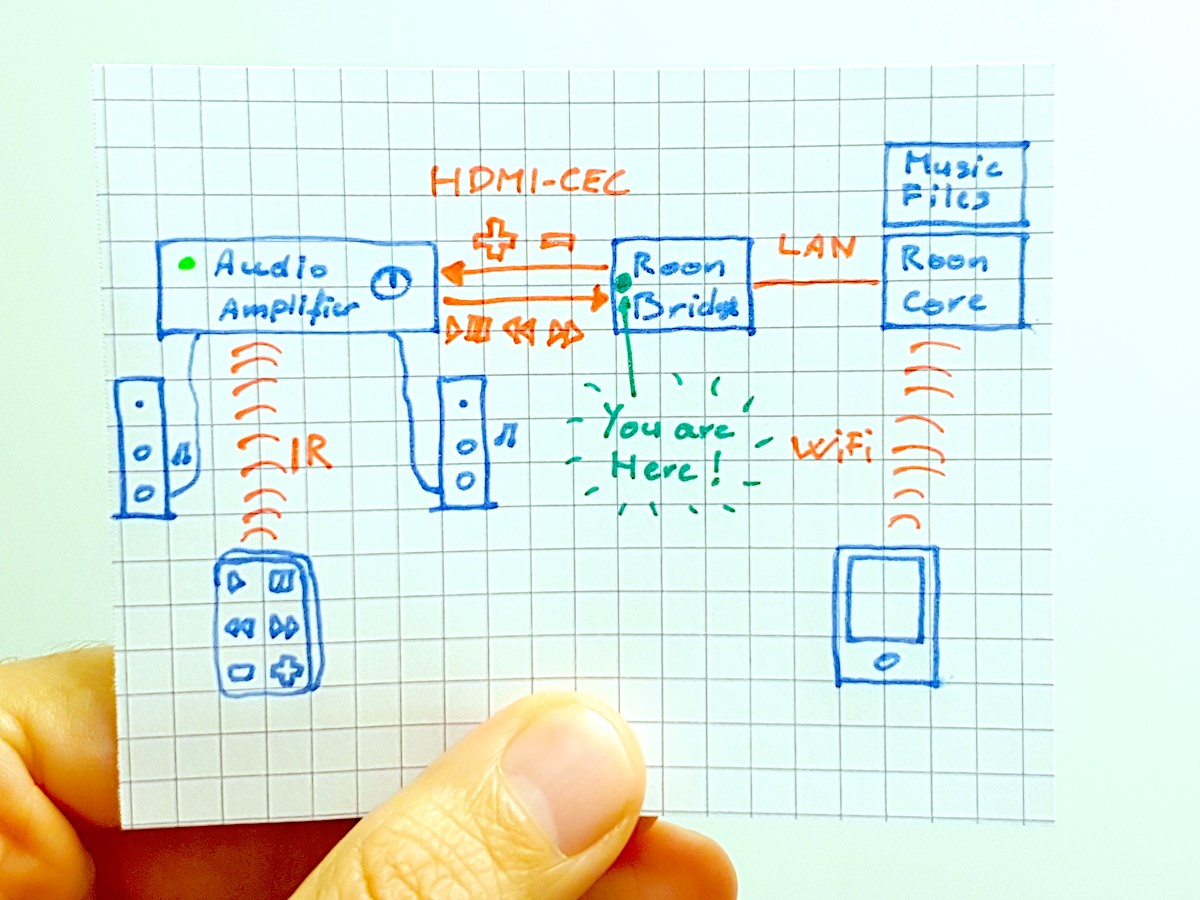 HDMI-CEC
Music
Files
Audio
Amplifier
Roon
Bridge
LAN
Roon
Core
You are
Here!
IR
WiFi